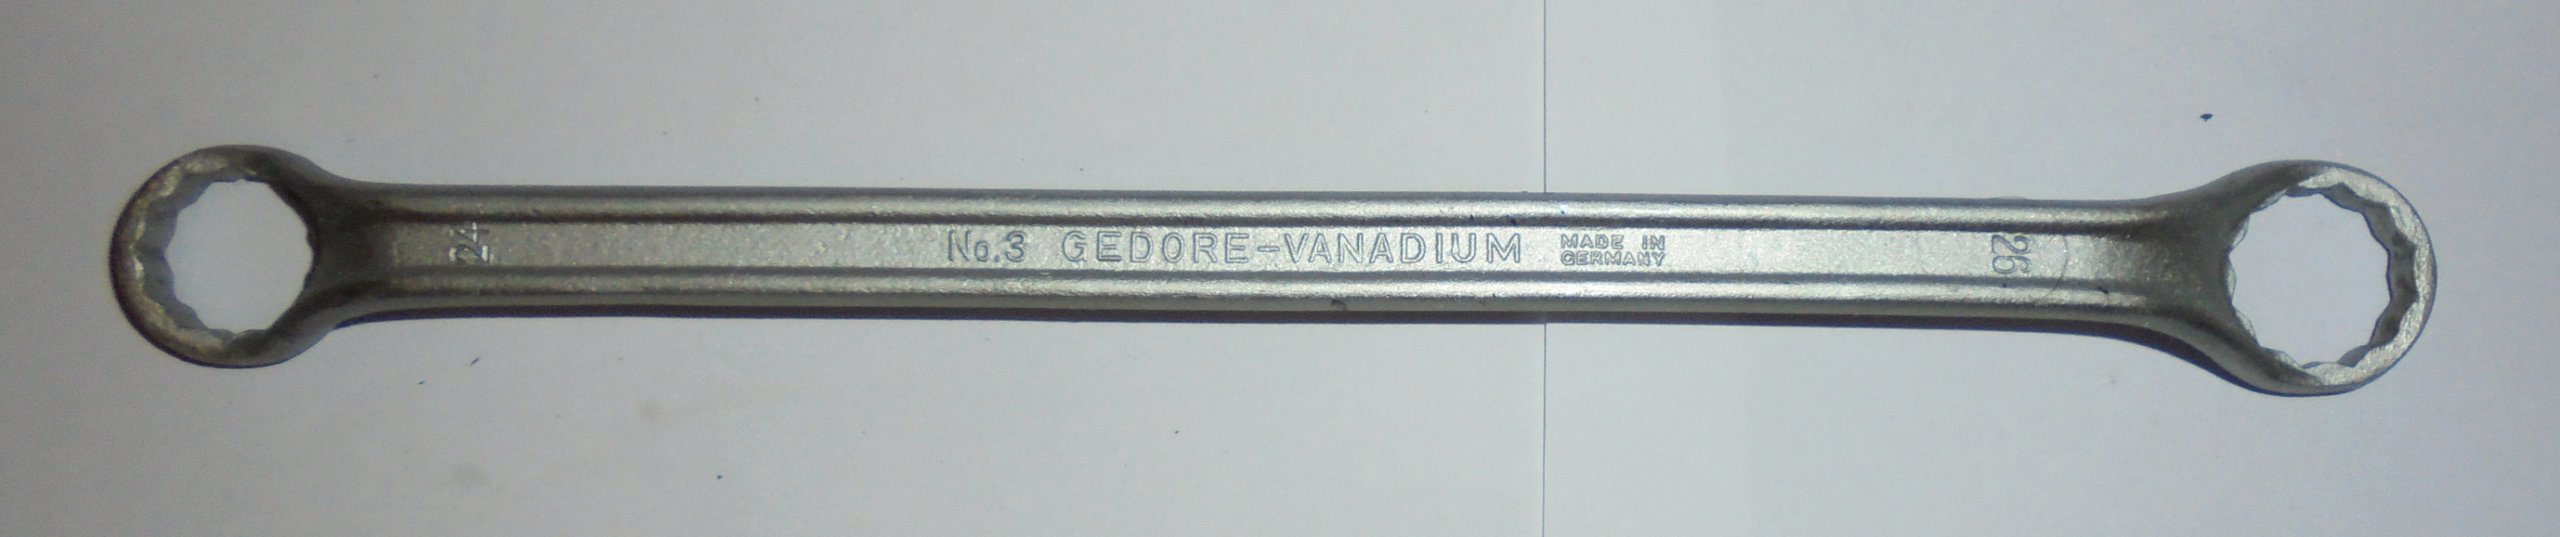 24
No.3 GEDORE-VANADIUM
MADE IN
GERMANY
26